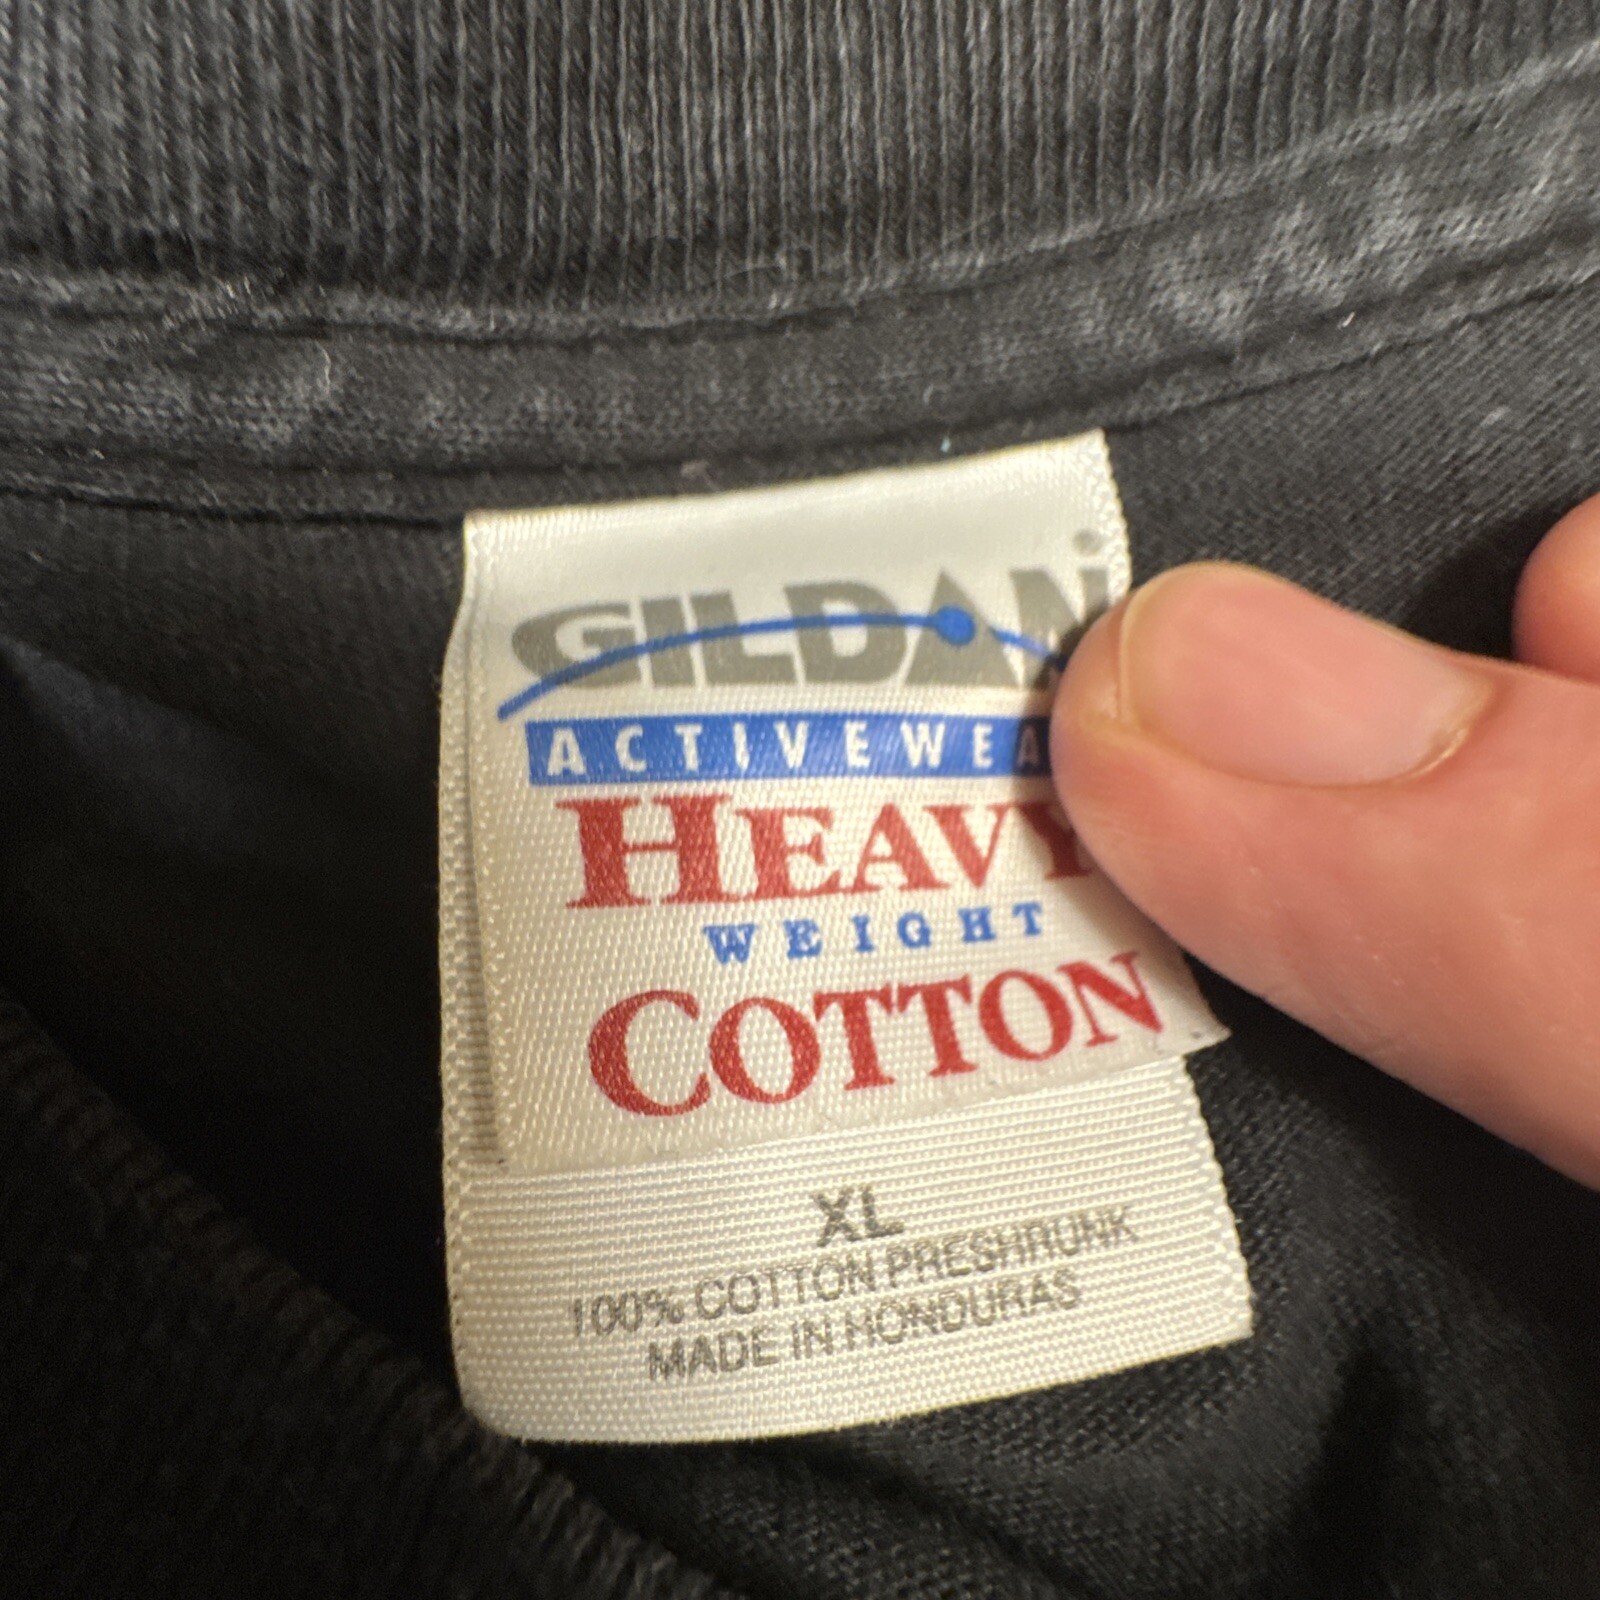 GILDAN
ACTIVEWEA
HEAVY
WEIGHT
COTTON
XL
100% COTTON PRESHRUNK
MADE IN HONDURAS